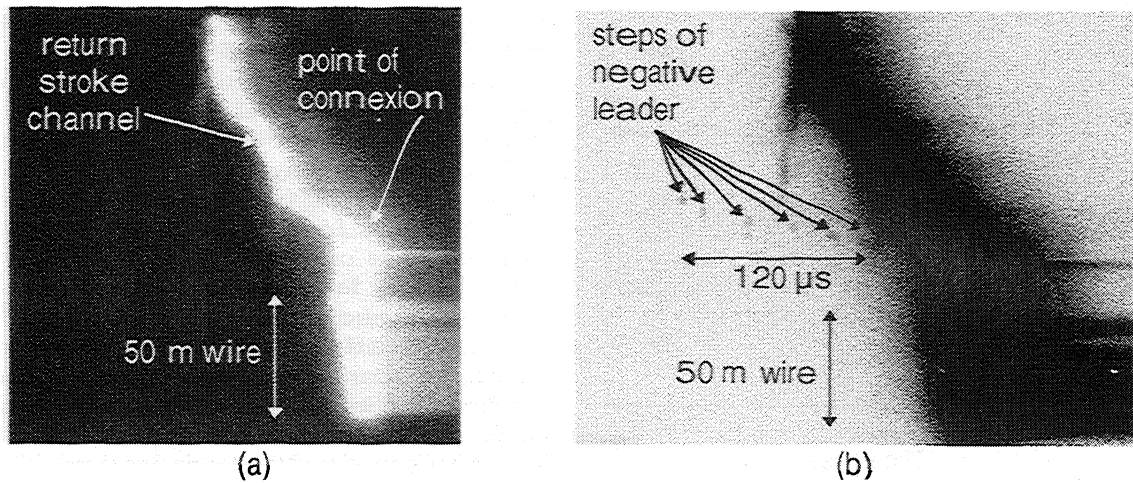 return
stroke
channel
point of
connexion
50 m wire
(a)
steps of
negative
leader
120 µs
50 m wire
(b)